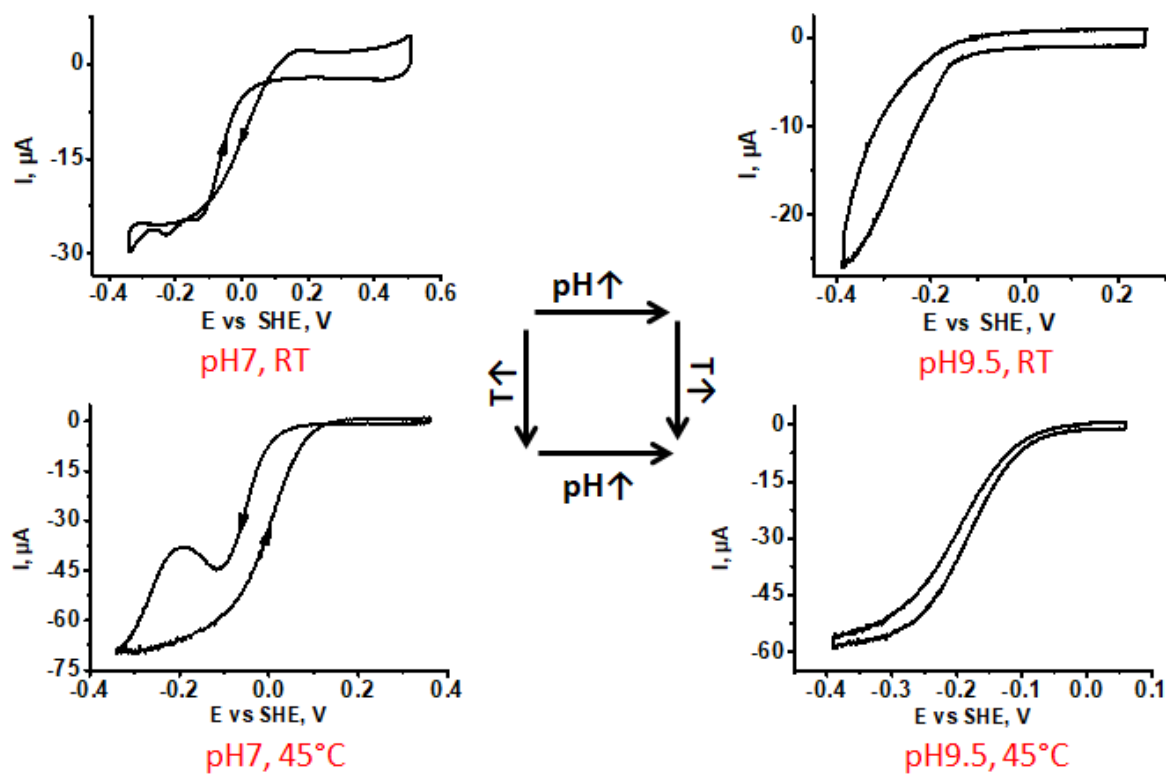 I, µA
0
-15
-30
-0.4 -0.2 0.0 0.2 0.4 0.6
E vs SHE, V
pH7, RT
I, µA
0
-10
-20
-0.4 -0.2 0.0 0.2
E vs SHE, V
pH9.5, RT
pH↑
T↑
T↑
pH↑
I, µA
0
-15
-30
-45
-60
-75
-0.4 -0.2 0.0 0.2 0.4
E vs SHE, V
pH7, 45°C
I, µA
0
-15
-30
-45
-60
-0.4 -0.3 -0.2 -0.1 0.0 0.1
E vs SHE, V
pH9.5, 45°C